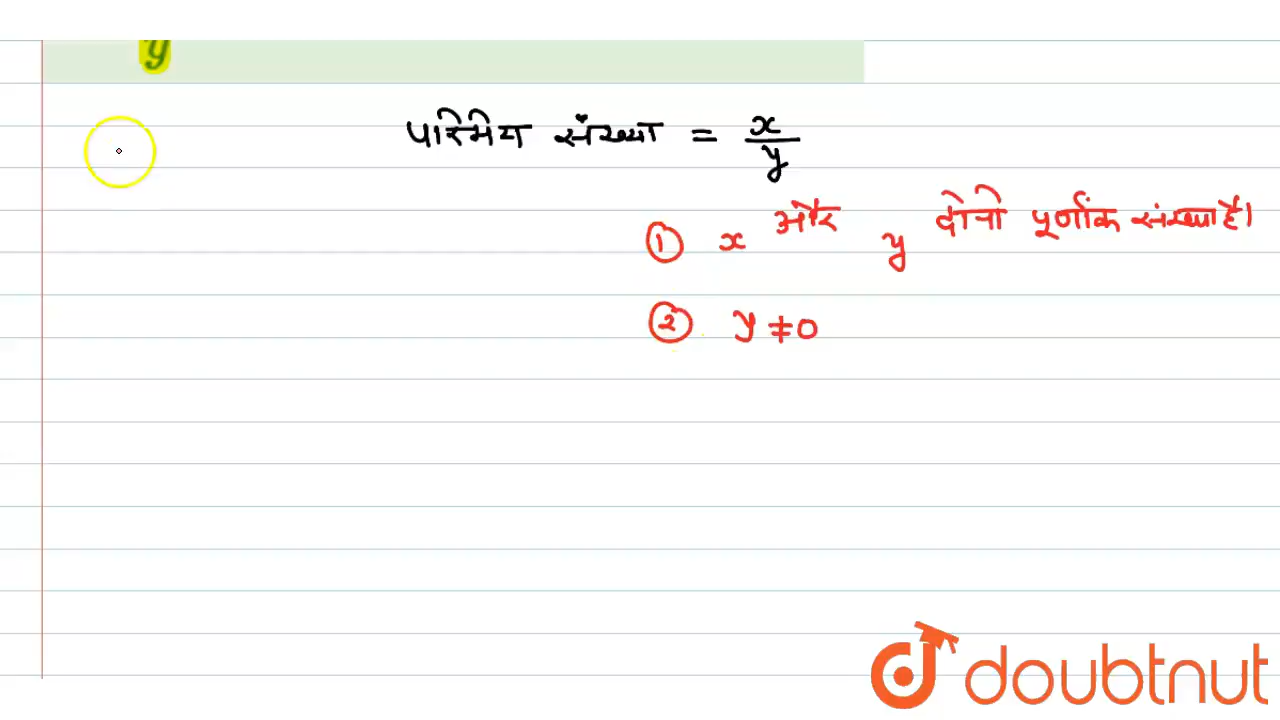 y
परिमेय संख्या = x/y
① x और y दोनो पूर्णांक संख्या है।
② y ≠ 0
doubtnut